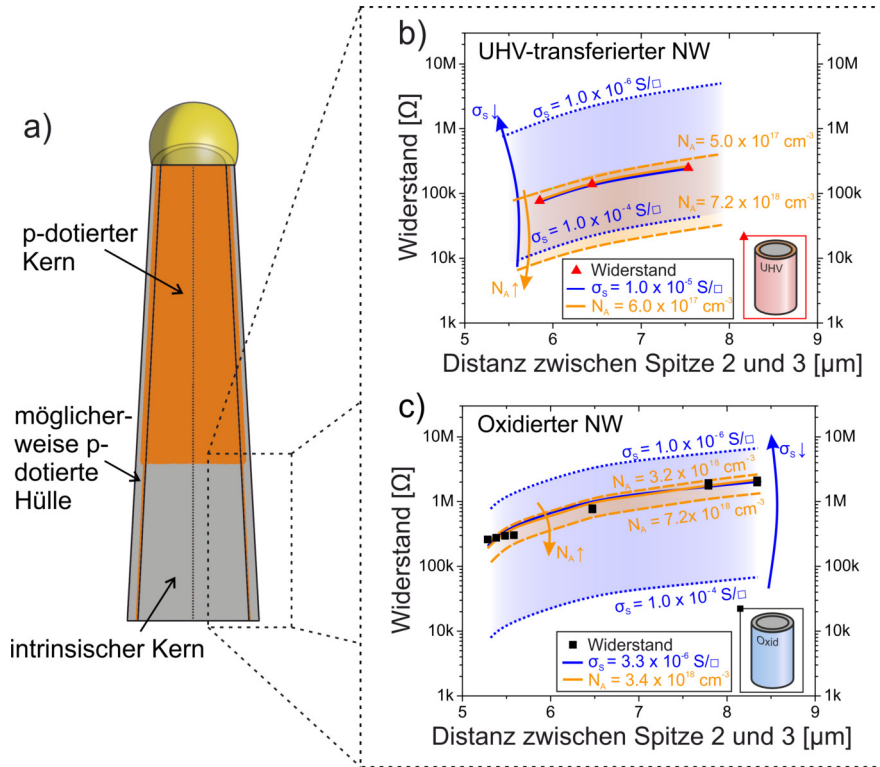 a)
p-dotierter
Kern
möglicher-
weise p-
dotierte
Hülle
intrinsischer Kern
b)
UHV-transferierter NW
Widerstand [Ω]
10M
1M
100k
10k
1k
10M
1M
100k
10k
1k
σS↓
σS = 1.0 x 10⁻⁶ S/□
NA = 5.0 x 10¹⁷ cm⁻³
NA = 7.2 x 10¹⁸ cm⁻³
σS = 1.0 x 10⁻⁴ S/□
NA↑
Widerstand
σS = 1.0 x 10⁻⁵ S/□
NA = 6.0 x 10¹⁷ cm⁻³
UHV
5 6 7 8 9
Distanz zwischen Spitze 2 und 3 [µm]
c)
Oxidierter NW
Widerstand [Ω]
10M
1M
100k
10k
1k
10M
1M
100k
10k
1k
σS = 1.0 x 10⁻⁶ S/□
σS↓
NA = 3.2 x 10¹⁸ cm⁻³
NA = 7.2x 10¹⁸ cm⁻³
NA↑
σS = 1.0 x 10⁻⁴ S/□
Widerstand
σS = 3.3 x 10⁻⁶ S/□
NA = 3.4 x 10¹⁸ cm⁻³
Oxid
5 6 7 8 9
Distanz zwischen Spitze 2 und 3 [µm]